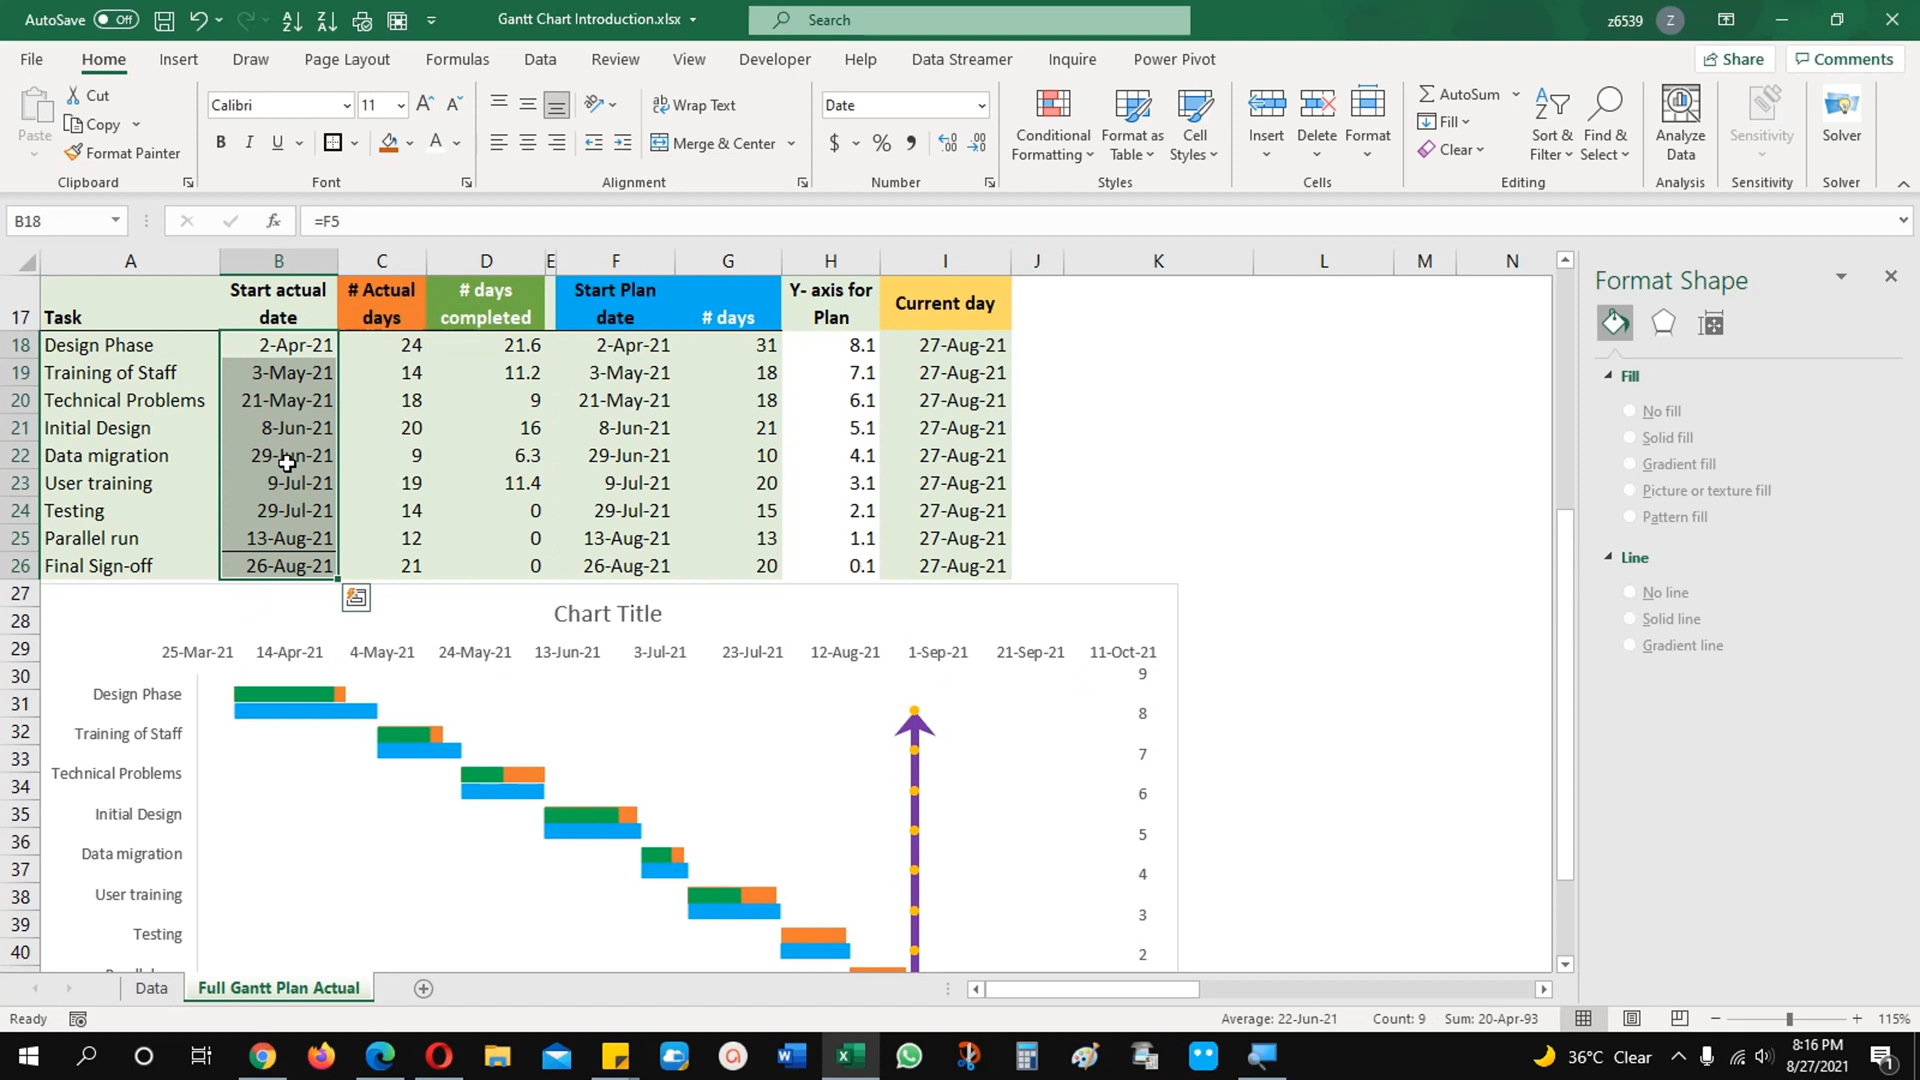 AutoSave Off Gantt Chart Introduction.xlsx Search z6539 Z
File Home Insert Draw Page Layout Formulas Data Review View Developer Help Data Streamer Inquire Power Pivot Share Comments
Paste Cut Copy Format Painter Clipboard
Calibri 11 B I U A Font
Wrap Text Merge & Center Alignment
Date $ % Number
Conditional Formatting Format as Table Cell Styles Styles
Insert Delete Format Cells
AutoSum Fill Clear Sort & Filter Find & Select Editing
Analyze Data Analysis Sensitivity Sensitivity Solver Solver
B18 fx =F5
A B C D E F G H I J K L M N
17 Task Start actual date # Actual days # days completed Start Plan date # days Y- axis for Plan Current day
18 Design Phase 2-Apr-21 24 21.6 2-Apr-21 31 8.1 27-Aug-21
19 Training of Staff 3-May-21 14 11.2 3-May-21 18 7.1 27-Aug-21
20 Technical Problems 21-May-21 18 9 21-May-21 18 6.1 27-Aug-21
21 Initial Design 8-Jun-21 20 16 8-Jun-21 21 5.1 27-Aug-21
22 Data migration 29-Jun-21 9 6.3 29-Jun-21 10 4.1 27-Aug-21
23 User training 9-Jul-21 19 11.4 9-Jul-21 20 3.1 27-Aug-21
24 Testing 29-Jul-21 14 0 29-Jul-21 15 2.1 27-Aug-21
25 Parallel run 13-Aug-21 12 0 13-Aug-21 13 1.1 27-Aug-21
26 Final Sign-off 26-Aug-21 21 0 26-Aug-21 20 0.1 27-Aug-21
27
28 Chart Title
29 25-Mar-21 14-Apr-21 4-May-21 24-May-21 13-Jun-21 3-Jul-21 23-Jul-21 12-Aug-21 1-Sep-21 21-Sep-21 11-Oct-21
30 9
31 Design Phase 8
32 Training of Staff 7
33
34 Technical Problems 6
35 Initial Design 5
36
37 Data migration 4
38 User training 3
39 Testing
40 2
Format Shape
Fill
No fill
Solid fill
Gradient fill
Picture or texture fill
Pattern fill
Line
No line
Solid line
Gradient line
Data Full Gantt Plan Actual
Ready Average: 22-Jun-21 Count: 9 Sum: 20-Apr-93 115%
36°C Clear 8:16 PM
8/27/2021 1